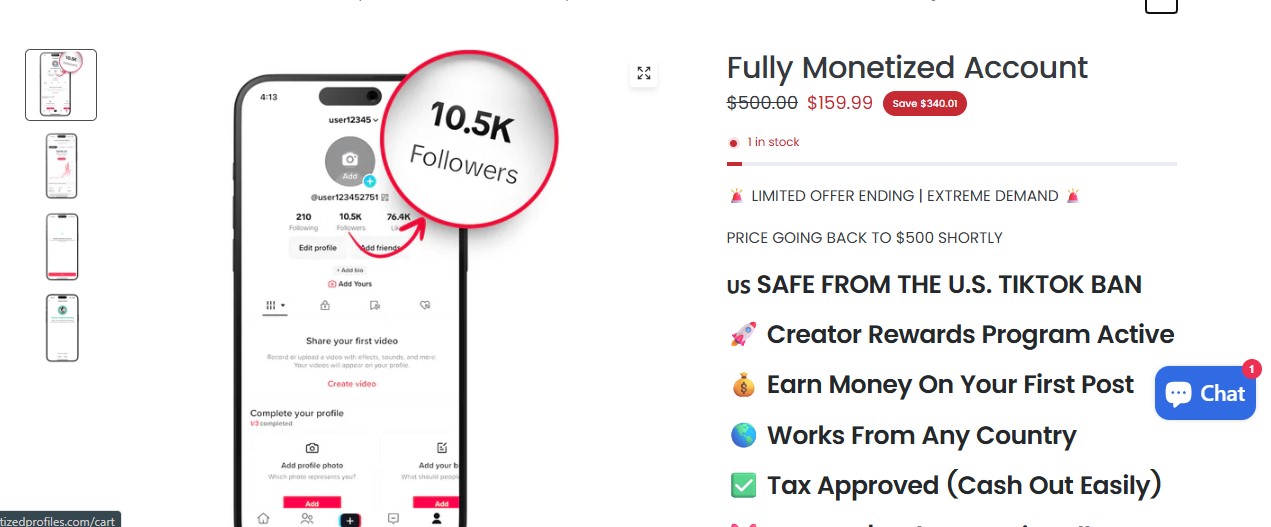 Fully Monetized Account
$500.00 $159.99 Save $340.01
1 in stock
🚨 LIMITED OFFER ENDING | EXTREME DEMAND 🚨
PRICE GOING BACK TO $500 SHORTLY
US SAFE FROM THE U.S. TIKTOK BAN
🚀 Creator Rewards Program Active
💰 Earn Money On Your First Post
🌎 Works From Any Country
✅ Tax Approved (Cash Out Easily)
Chat
1
4:13
user12345
Add
@user123452751
210 10.5K 76.4K
Following Followers
10.5K
Followers
Edit profile Add friends
+ Add bio
Add Yours
Share your first video
Record or upload a video with effects, sounds, and more.
Your videos will appear on your profile.
Create video
Complete your profile
1/3 completed
Add profile photo Add your b
Which photo represents you? What should people
Add Ad
tizedprofiles.com/cart